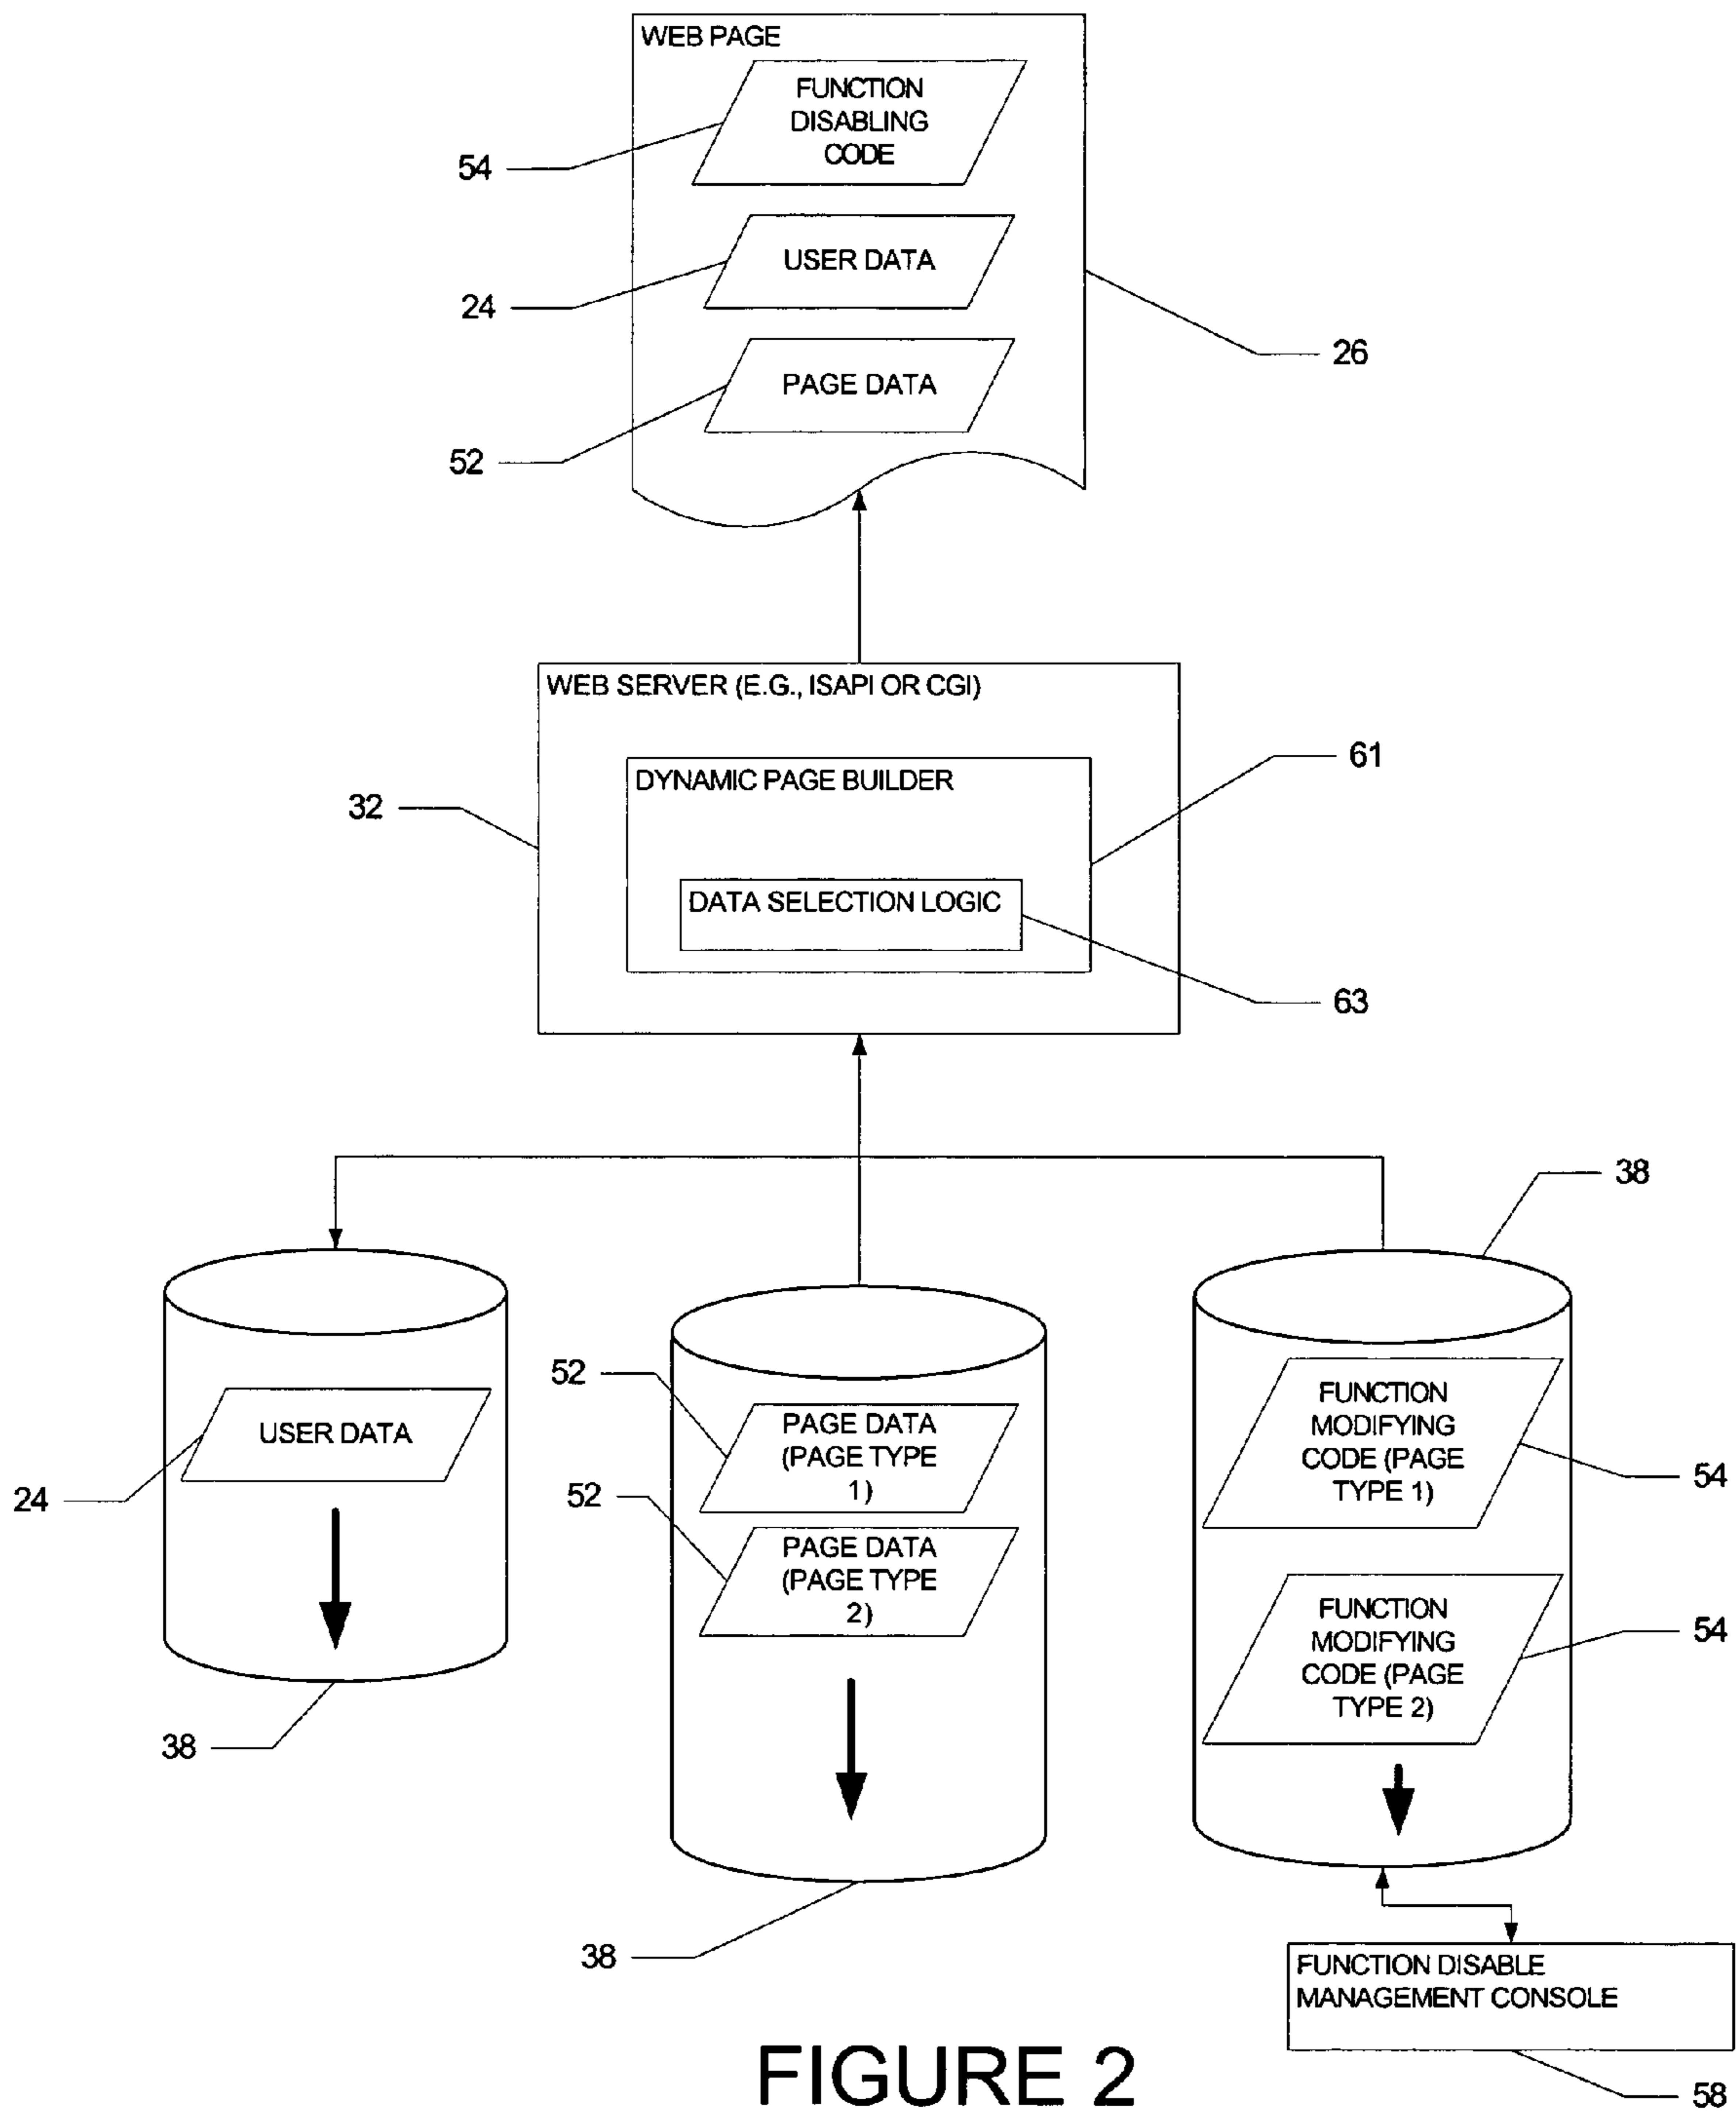 WEB PAGE
FUNCTION
DISABLING
CODE
54
USER DATA
24
26
PAGE DATA
52
WEB SERVER (E.G., ISAPI OR CGI)
61
DYNAMIC PAGE BUILDER
32
DATA SELECTION LOGIC
63
38
52
PAGE DATA
(PAGE TYPE
1)
FUNCTION
MODIFYING
CODE (PAGE
TYPE 1)
USER DATA
54
24
52
PAGE DATA
(PAGE TYPE
2)
FUNCTION
MODIFYING
CODE (PAGE
TYPE 2)
54
38
38
FUNCTION DISABLE
MANAGEMENT CONSOLE
58
FIGURE 2